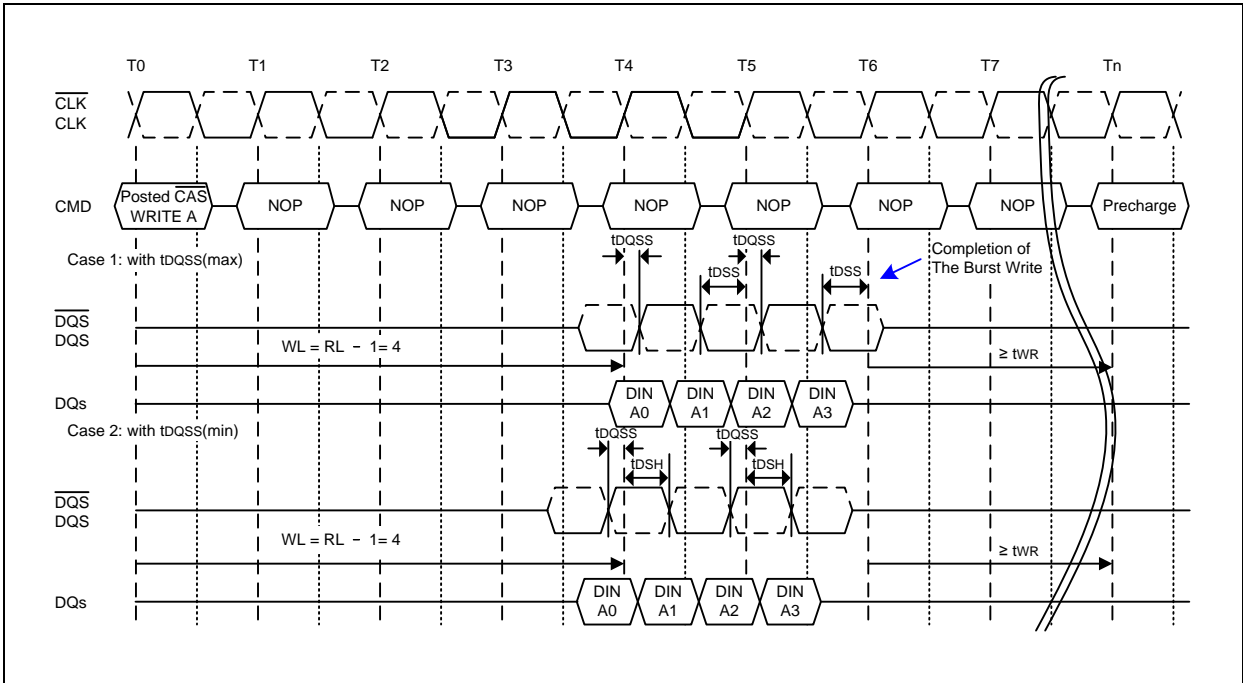 T0 T1 T2 T3 T4 T5 T6 T7 Tn
CLK
CLK
CMD
Posted CAS
WRITE A
NOP NOP NOP NOP NOP NOP NOP Precharge
Case 1: with tDQSS(max)
tDQSS tDQSS
Completion of
The Burst Write
tDSS tDSS
DQS
DQS
WL = RL − 1= 4
≥ tWR
DQs
DIN
A0
DIN
A1
DIN
A2
DIN
A3
Case 2: with tDQSS(min)
tDQSS tDQSS
tDSH tDSH
DQS
DQS
WL = RL − 1= 4
≥ tWR
DQs
DIN
A0
DIN
A1
DIN
A2
DIN
A3